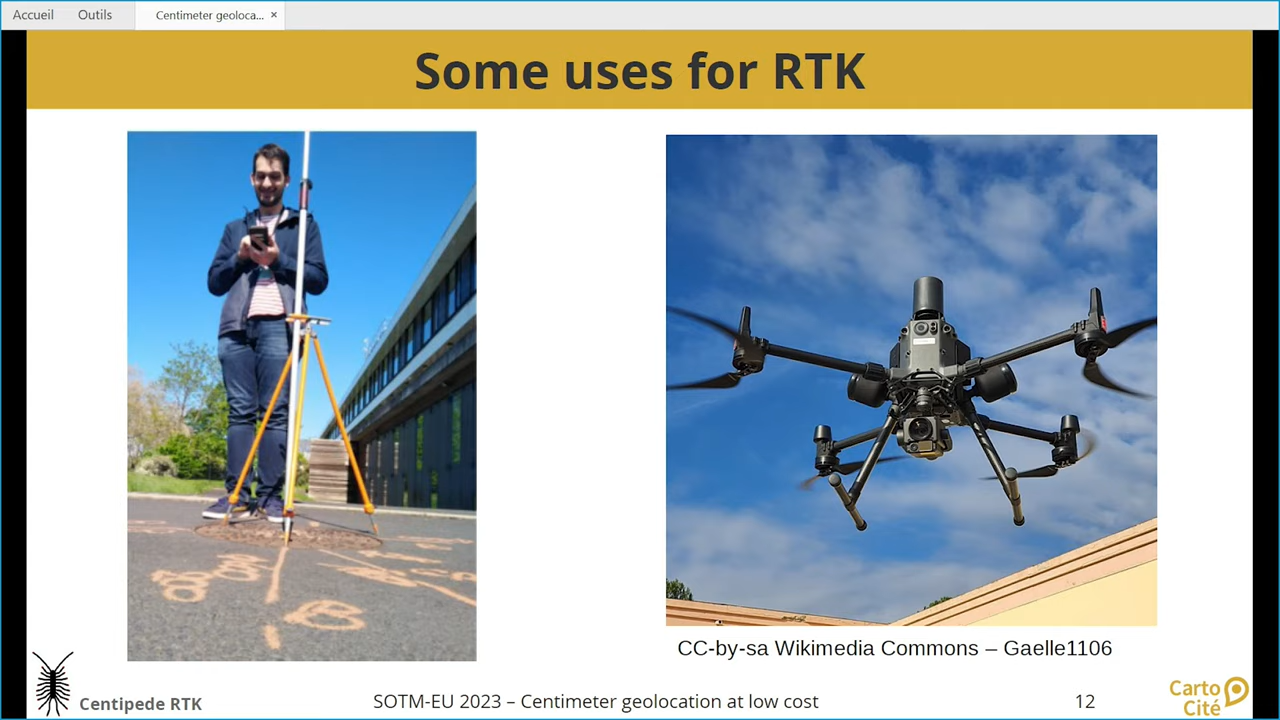 Accueil
Outils
Centimeter geoloca... ×
Some uses for RTK
CC-by-sa Wikimedia Commons – Gaelle1106
Centipede RTK
SOTM-EU 2023 – Centimeter geolocation at low cost
12
Carto
Cité